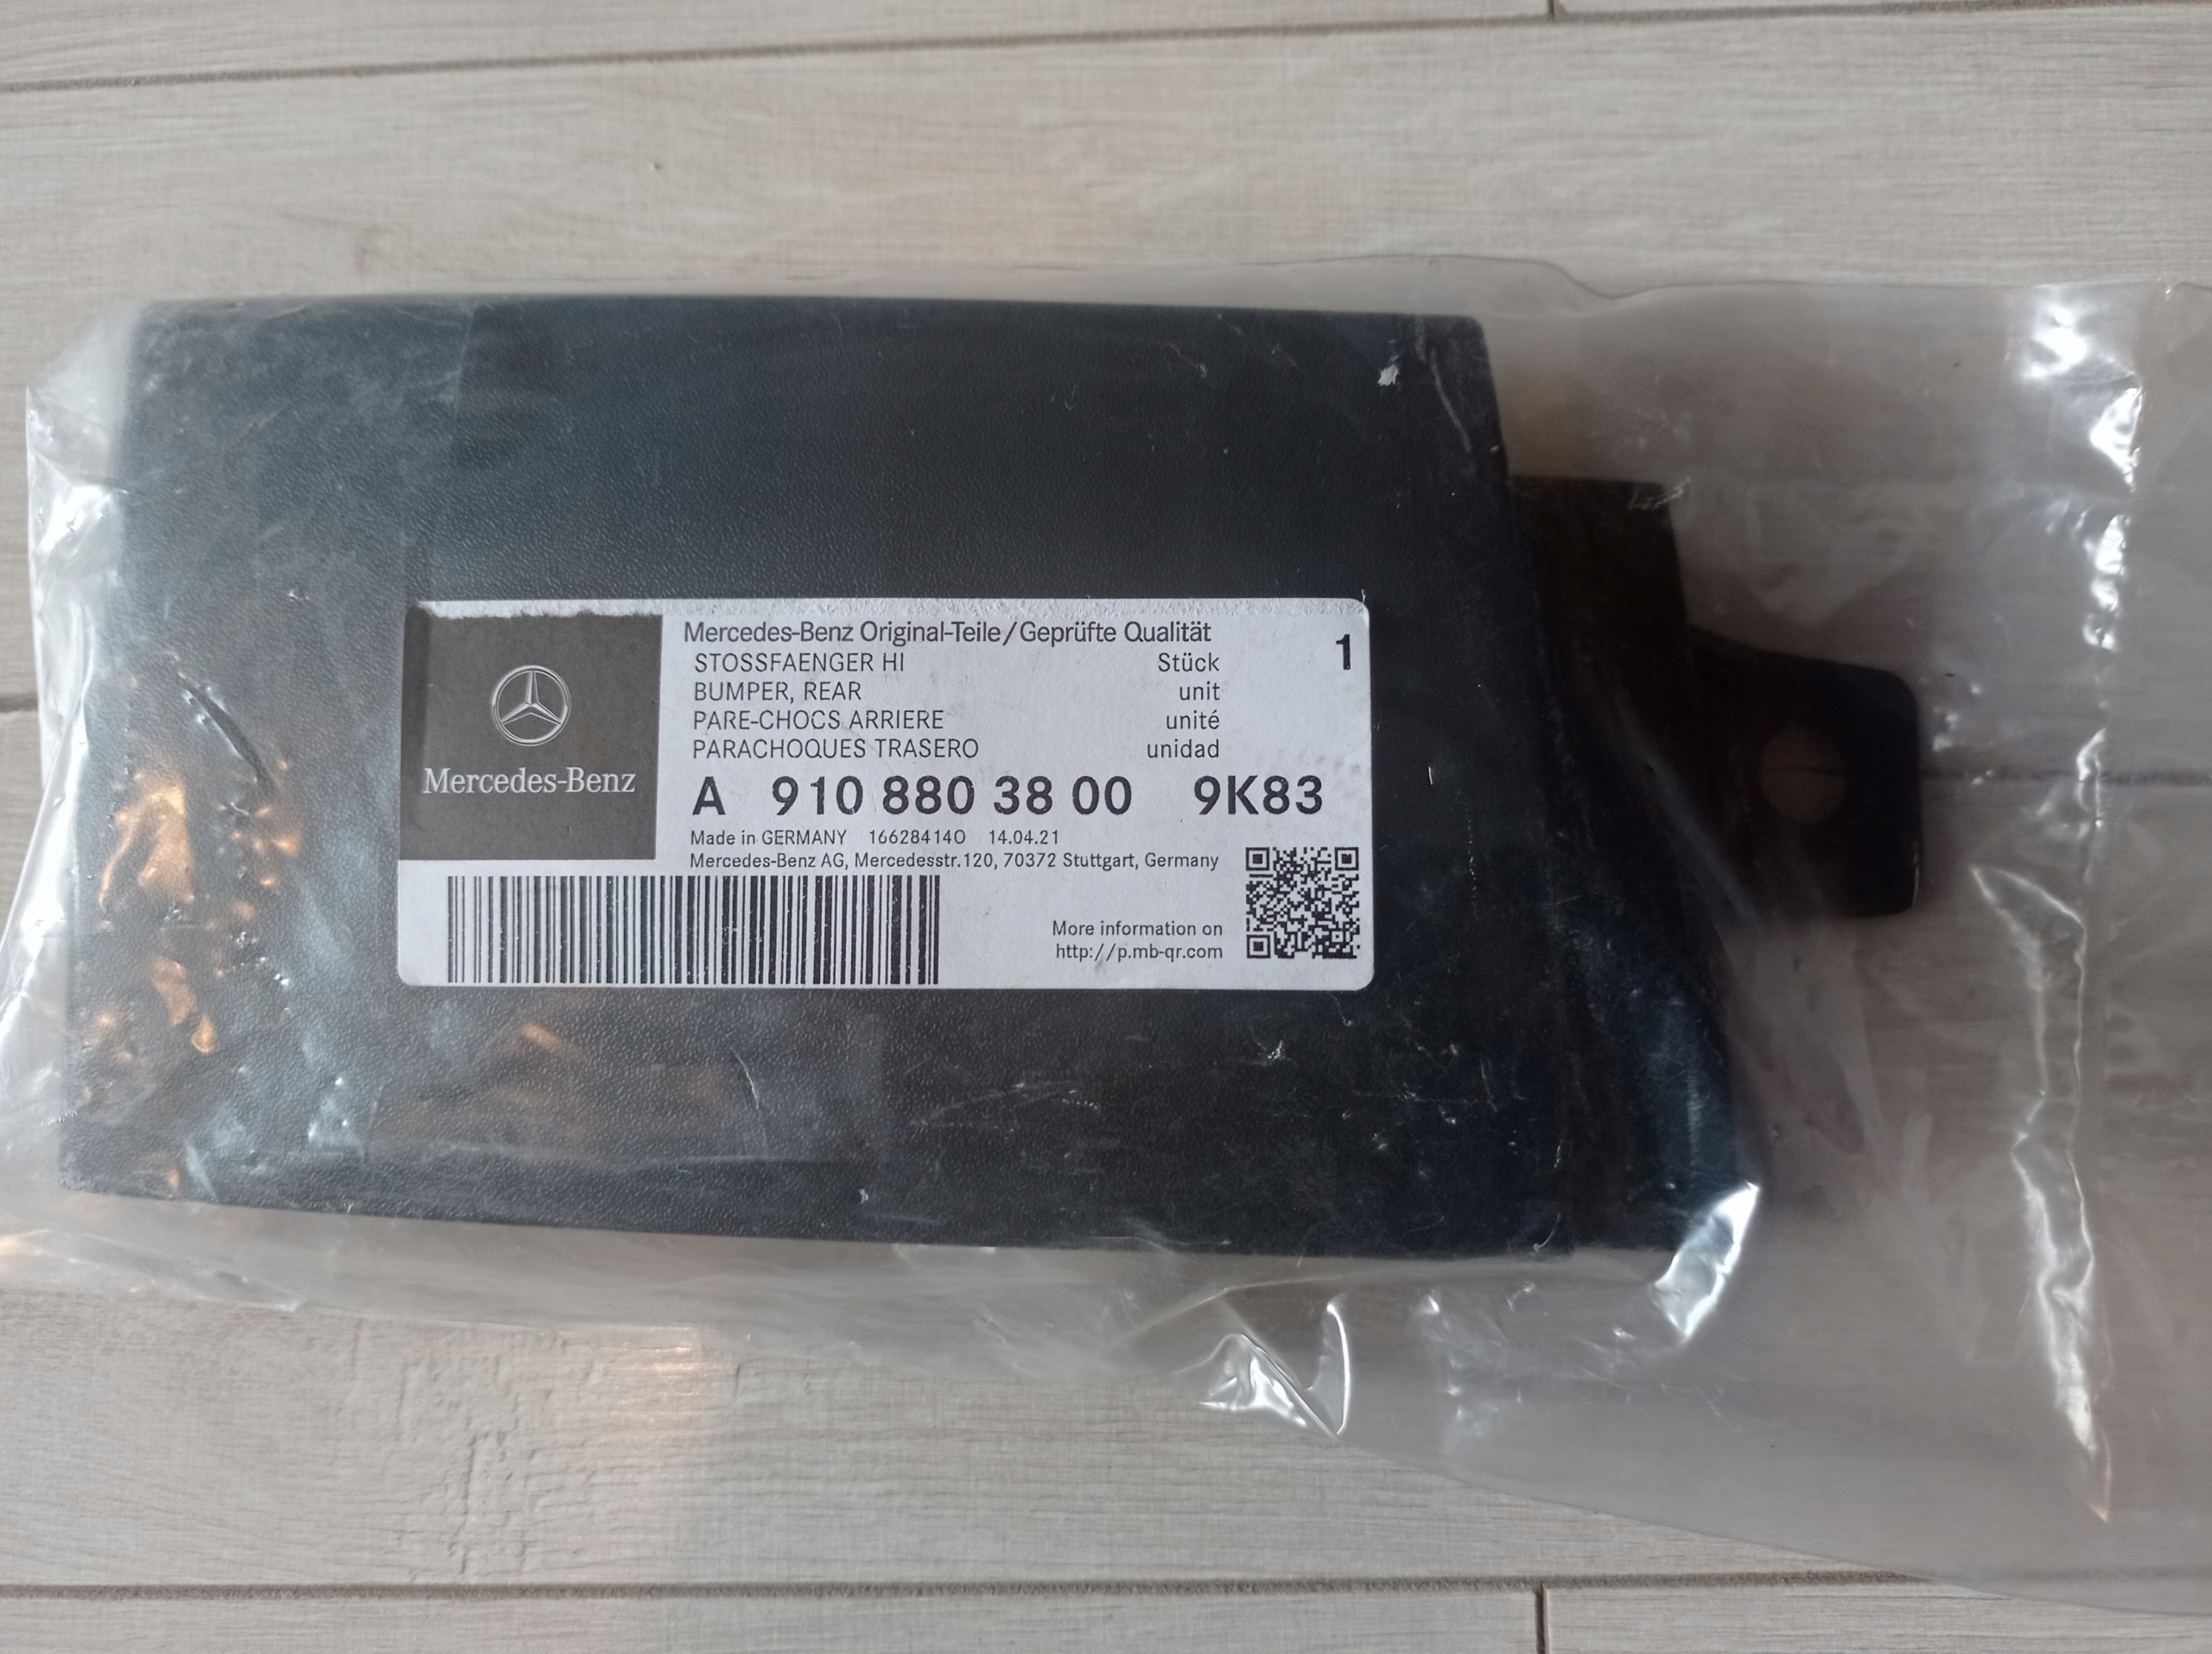 Mercedes-Benz Original-Teile/Geprüfte Qualität
1
STOSSFAENGER HI Stück
BUMPER, REAR unit
PARE-CHOCS ARRIERE unité
PARACHOQUES TRASERO unidad
Mercedes-Benz
A 910 880 38 00 9K83
Made in GERMANY 166284140 14.04.21
Mercedes-Benz AG, Mercedesstr.120, 70372 Stuttgart, Germany
More information on
http://p.mb-qr.com